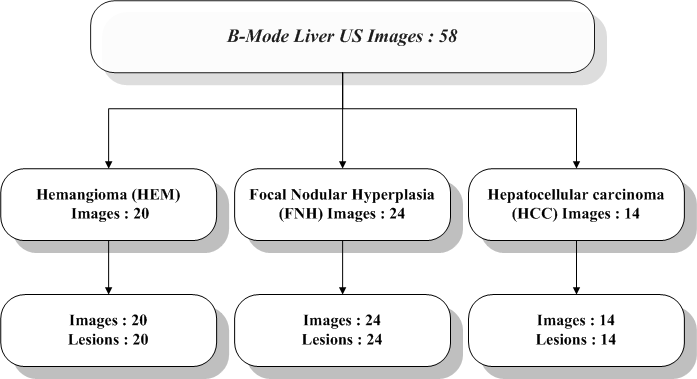 B-Mode Liver US Images : 58
Hemangioma (HEM)
Images : 20
Focal Nodular Hyperplasia
(FNH) Images : 24
Hepatocellular carcinoma
(HCC) Images : 14
Images : 20
Lesions : 20
Images : 24
Lesions : 24
Images : 14
Lesions : 14